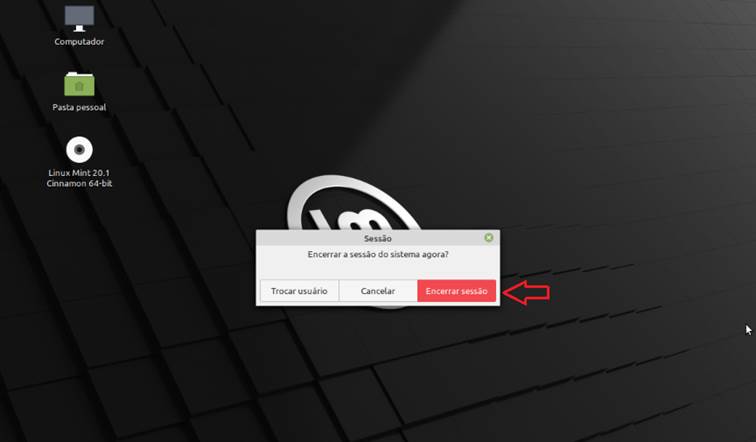 Computador
Pasta pessoal
Linux Mint 20.1
Cinnamon 64-bit
Sessão
Encerrar a sessão do sistema agora?
Trocar usuário
Cancelar
Encerrar sessão